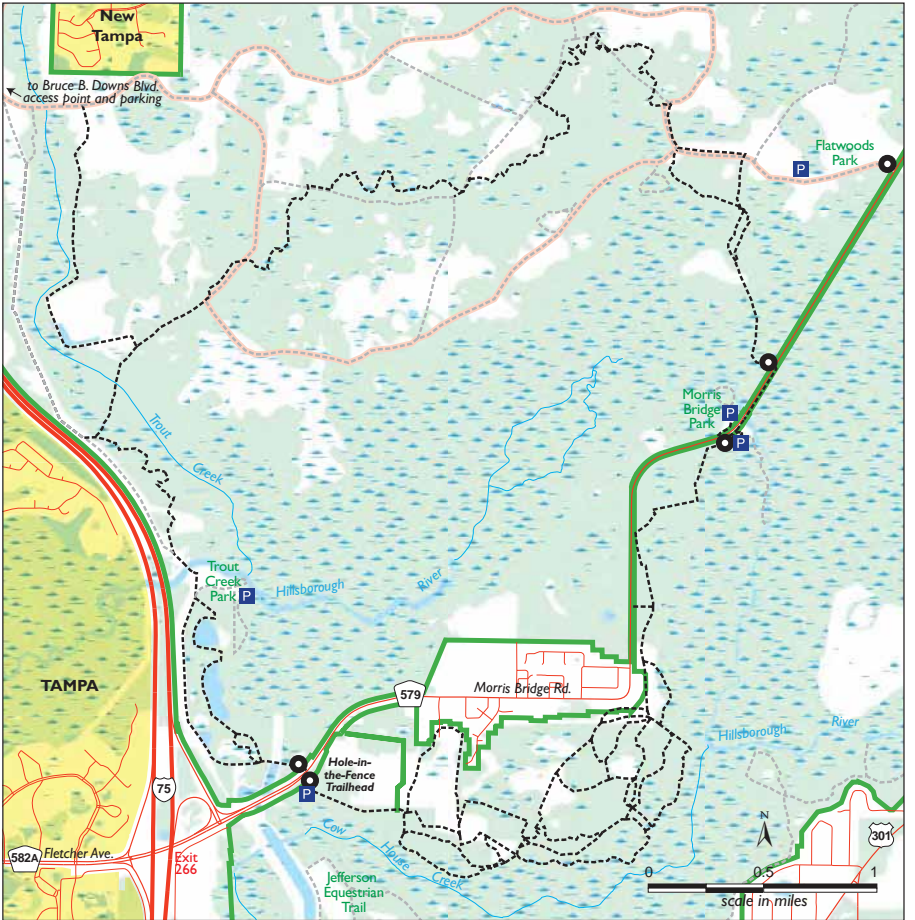 New
Tampa
to Bruce B. Downs Blvd.
access point and parking
Flatwoods
Park
P
Morris
Bridge
Park
P
P
Trout
Creek
Trout
Creek
Park
P
Hillsborough
River
TAMPA
579
Morris Bridge Rd.
Hillsborough
River
Hole-in-
the-Fence
Trailhead
P
75
Cow
House
Creek
N
301
582A
Fletcher Ave.
Exit
266
Jefferson
Equestrian
Trail
0
0.5
1
scale in miles